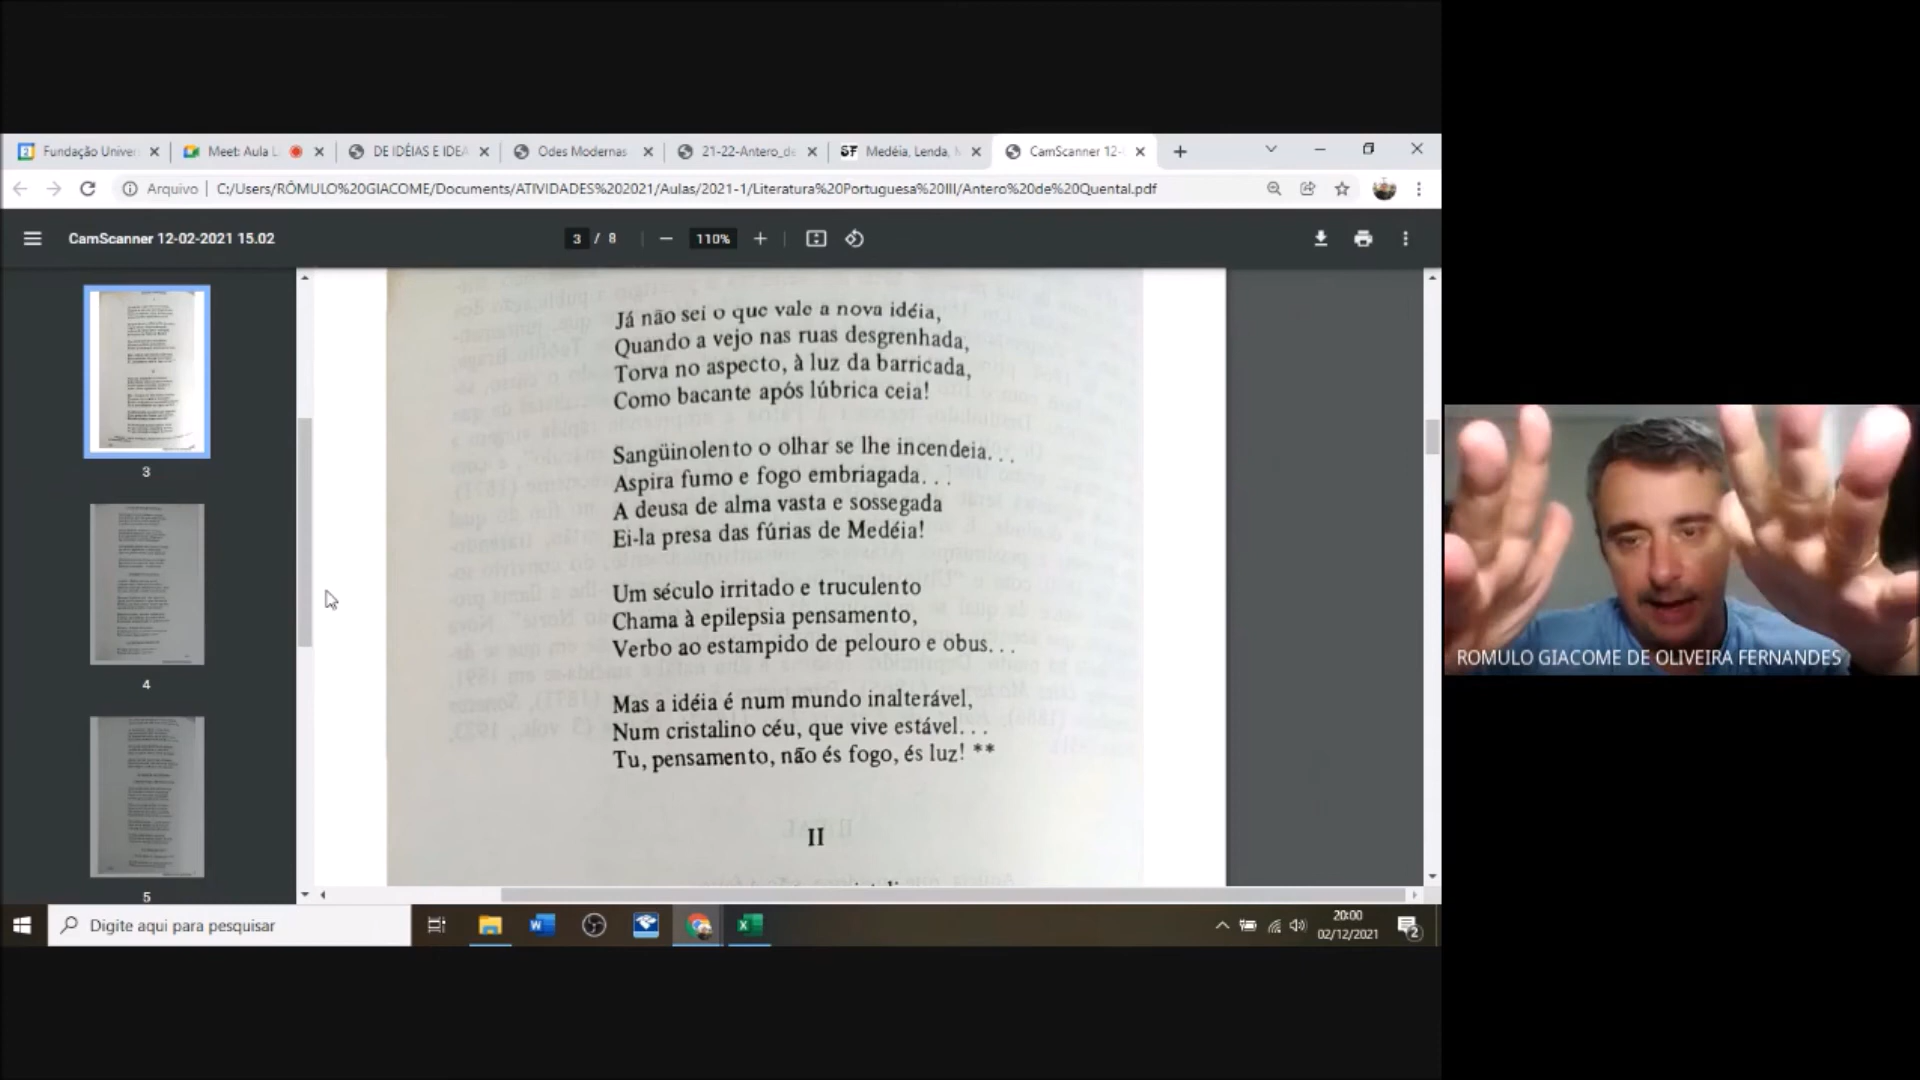 Fundação Univer
Meet: Aula L
DE IDÉIAS E IDEA
Odes Modernas
21-22-Antero_de
SF Medéia, Lenda, M
CamScanner 12-
Arquivo
C:/Users/RÔMULO%20GIACOME/Documents/ATIVIDADES%202021/Aulas/2021-1/Literatura%20Portuguesa%20III/Antero%20de%20Quental.pdf
CamScanner 12-02-2021 15.02
3 / 8
110%
3
4
5
Já não sei o que vale a nova idéia,
Quando a vejo nas ruas desgrenhada,
Torva no aspecto, à luz da barricada,
Como bacante após lúbrica ceia!
Sangüinolento o olhar se lhe incendeia. . .
Aspira fumo e fogo embriagada. . .
A deusa de alma vasta e sossegada
Ei-la presa das fúrias de Medéia!
Um século irritado e truculento
Chama à epilepsia pensamento,
Verbo ao estampido de pelouro e obus. . .
Mas a idéia é num mundo inalterável,
Num cristalino céu, que vive estável. . .
Tu, pensamento, não és fogo, és luz! **
II
ROMULO GIACOME DE OLIVEIRA FERNANDES
Digite aqui para pesquisar
20:00
02/12/2021
2